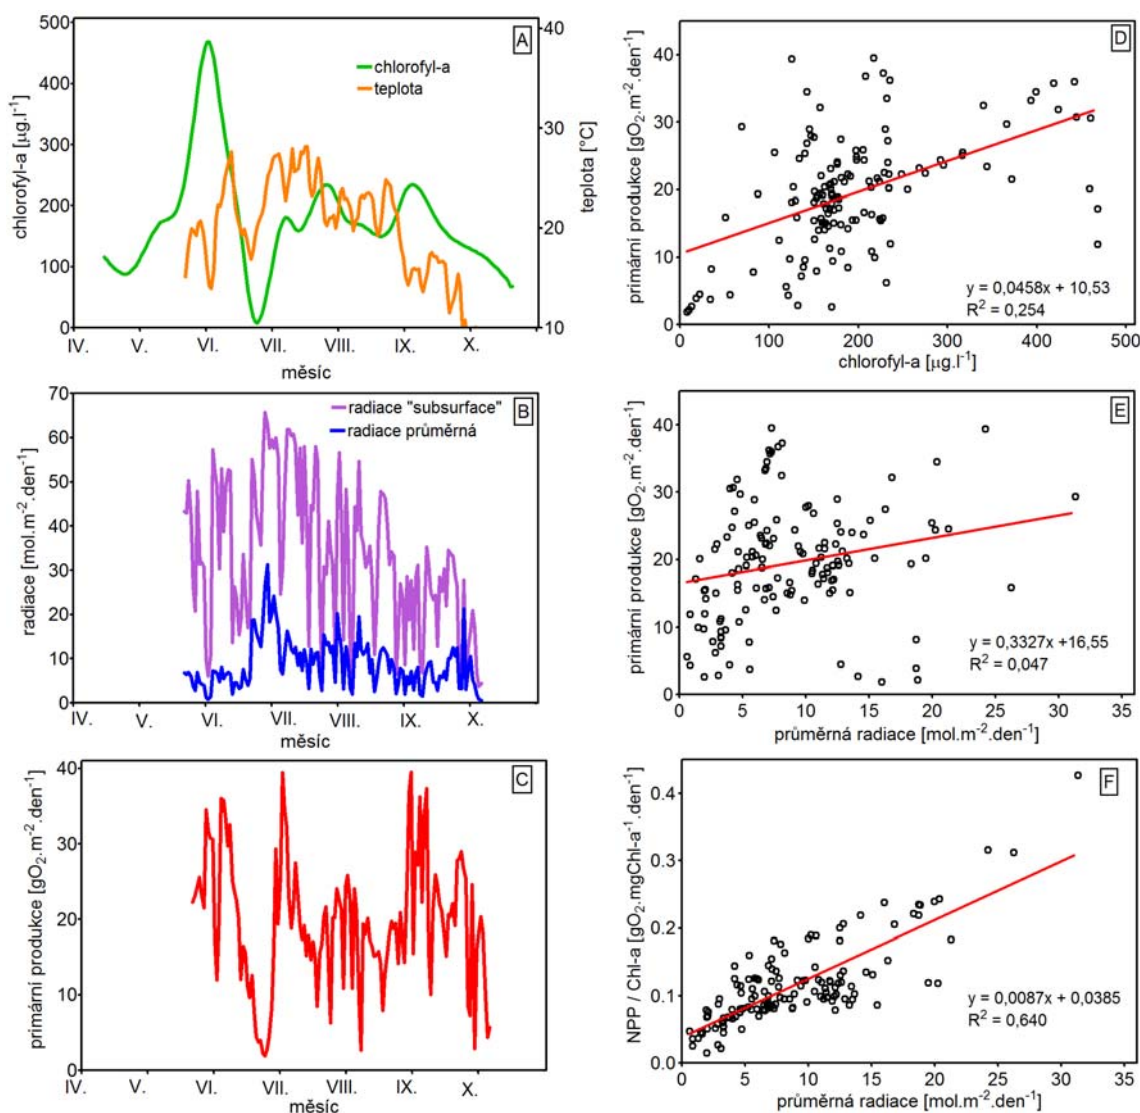 A
chlorofyl-a [µg.l⁻¹]
500
400
300
200
100
0
teplota [°C]
40
30
20
10
chlorofyl-a
teplota
IV. V. VI. VII. VIII. IX. X.
měsíc
B
radiace [mol.m⁻².den⁻¹]
70
60
50
40
30
20
10
0
radiace "subsurface"
radiace průměrná
IV. V. VI. VII. VIII. IX. X.
měsíc
C
primární produkce [gO₂.m⁻².den⁻¹]
40
30
20
10
0
IV. V. VI. VII. VIII. IX. X.
měsíc
D
primární produkce [gO₂.m⁻².den⁻¹]
40
30
20
10
0
y = 0,0458x + 10,53
R² = 0,254
0 100 200 300 400 500
chlorofyl-a [µg.l⁻¹]
E
primární produkce [gO₂.m⁻².den⁻¹]
40
30
20
10
0
y = 0,3327x +16,55
R² = 0,047
0 5 10 15 20 25 30 35
průměrná radiace [mol.m⁻².den⁻¹]
F
NPP / Chl-a [gO₂.mgChl-a⁻¹.den⁻¹]
0.4
0.3
0.2
0.1
0.0
y = 0,0087x + 0,0385
R² = 0,640
0 5 10 15 20 25 30 35
průměrná radiace [mol.m⁻².den⁻¹]